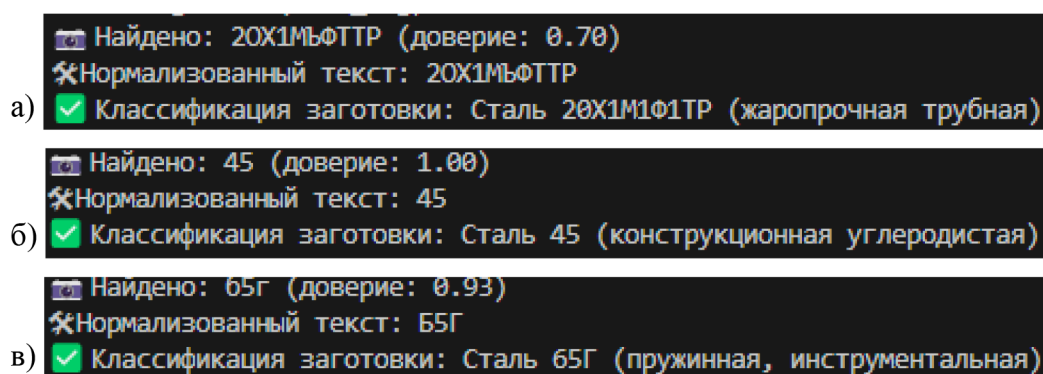 Найдено: 2ОХ1МЪФТТР (доверие: 0.70)
Нормализованный текст: 2ОХ1МЪФТТР
а) Классификация заготовки: Сталь 20Х1М1Ф1ТР (жаропрочная трубная)
Найдено: 45 (доверие: 1.00)
Нормализованный текст: 45
б) Классификация заготовки: Сталь 45 (конструкционная углеродистая)
Найдено: 65г (доверие: 0.93)
Нормализованный текст: Б5Г
в) Классификация заготовки: Сталь 65Г (пружинная, инструментальная)